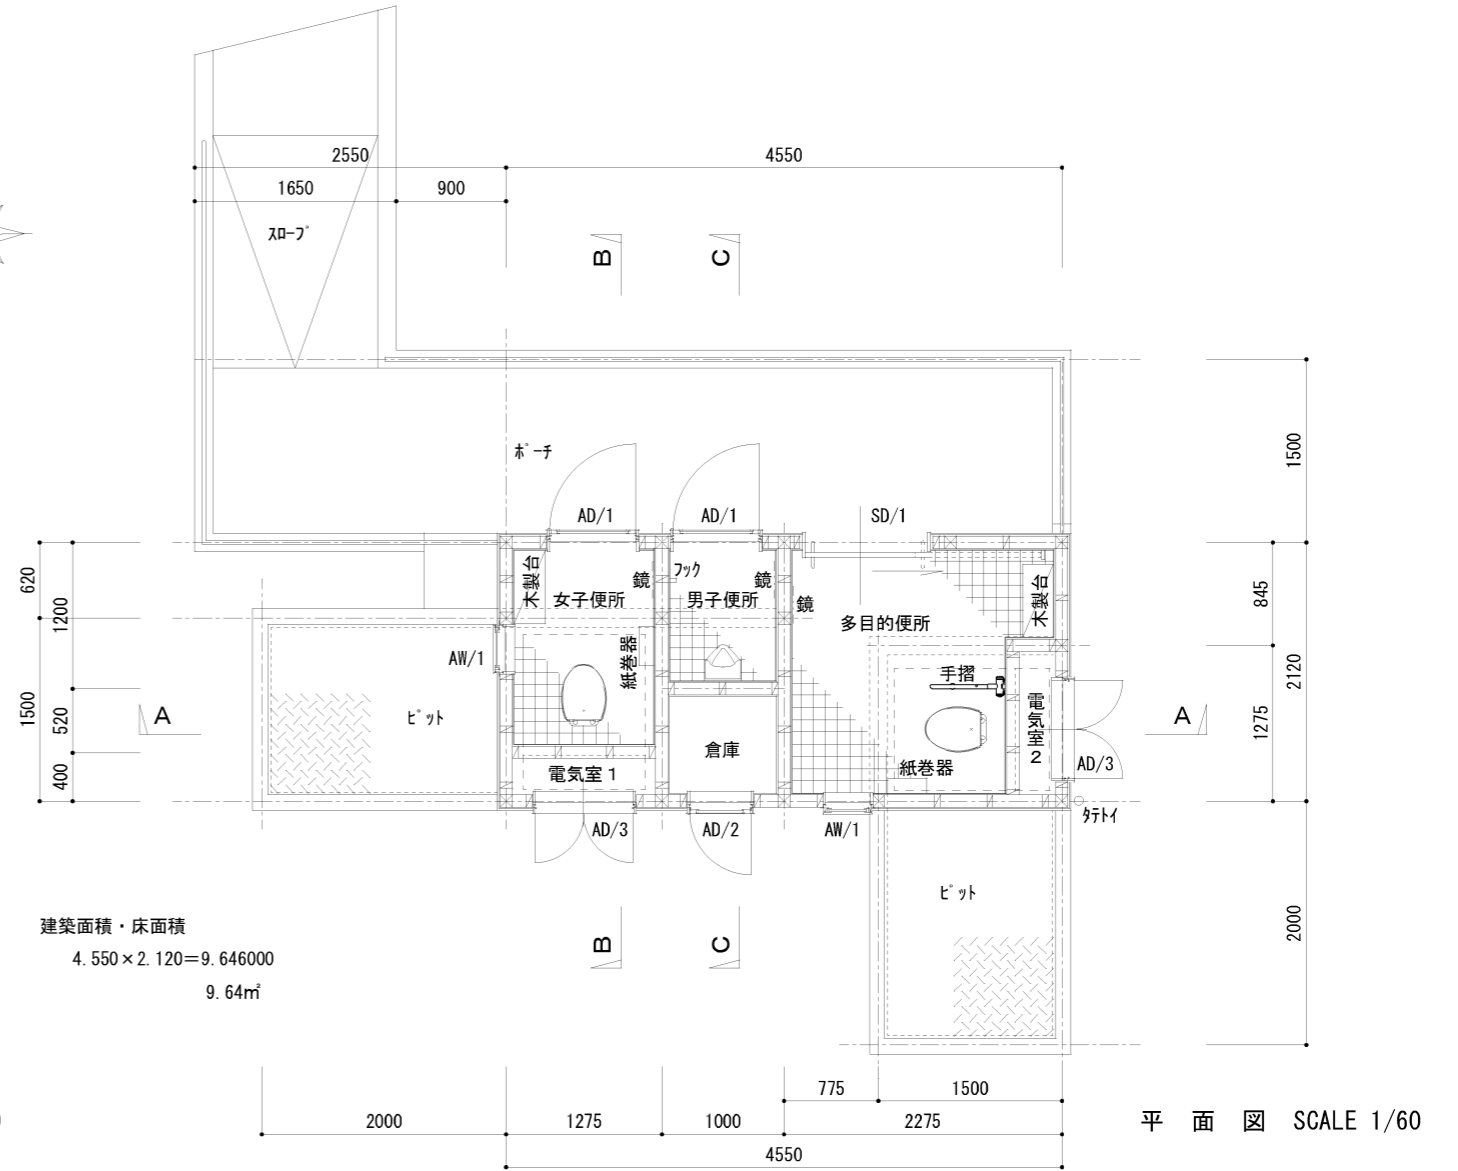 2550
4550
1650
900
ｽﾛｰﾌﾟ
B
C
ﾎﾟｰﾁ
1500
AD/1
AD/1
SD/1
木製台
鏡
ﾌｯｸ
鏡
鏡
木製台
女子便所
男子便所
多目的便所
620
1200
845
紙巻器
AW/1
手摺
2120
1500
520
A
ﾋﾟｯﾄ
電気室2
A
1275
倉庫
紙巻器
AD/3
400
電気室1
AD/3
AD/2
AW/1
ﾀﾃﾄｲ
ﾋﾟｯﾄ
2000
建築面積・床面積
4.550×2.120＝9.646000
9.64㎡
B
C
775
1500
2000
1275
1000
2275
4550
平 面 図 SCALE 1/60